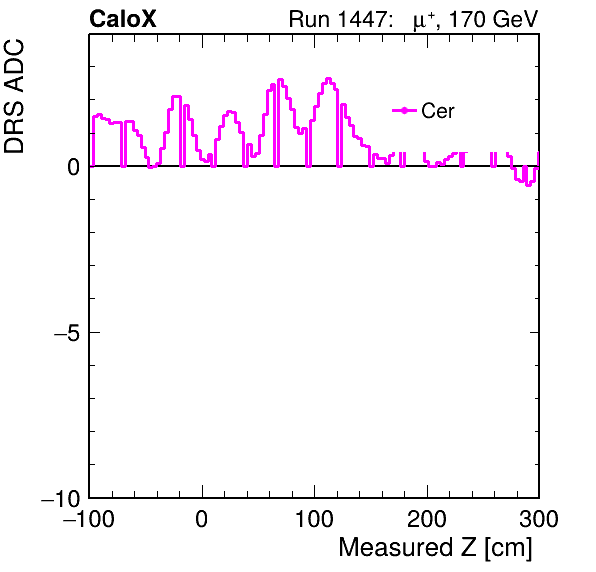 CaloX Run 1447: μ⁺, 170 GeV
DRS ADC
Cer
0
−5
−10
−100 0 100 200 300
Measured Z [cm]